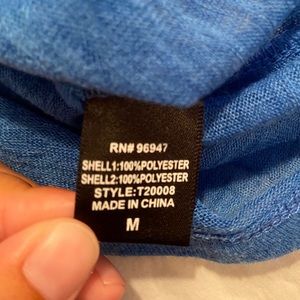 RN# 96947
SHELL1:100%POLYESTER
SHELL2:100%POLYESTER
STYLE:T20008
MADE IN CHINA
M